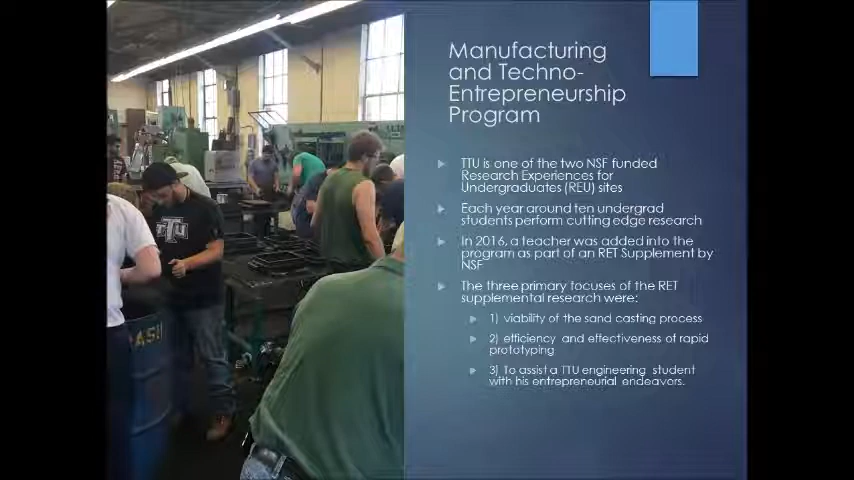 Manufacturing
and Techno-
Entrepreneurship
Program
TTU is one of the two NSF funded
Research Experiences for
Undergraduates (REU) sites
Each year around ten undergrad
students perform cutting edge research
In 2016, a teacher was added into the
program as part of an RET Supplement by
NSF
The three primary focuses of the RET
supplemental research were:
1) viability of the sand casting process
2) efficiency and effectiveness of rapid
prototyping
3) To assist a TTU engineering student
with his entrepreneurial endeavors.
TTU